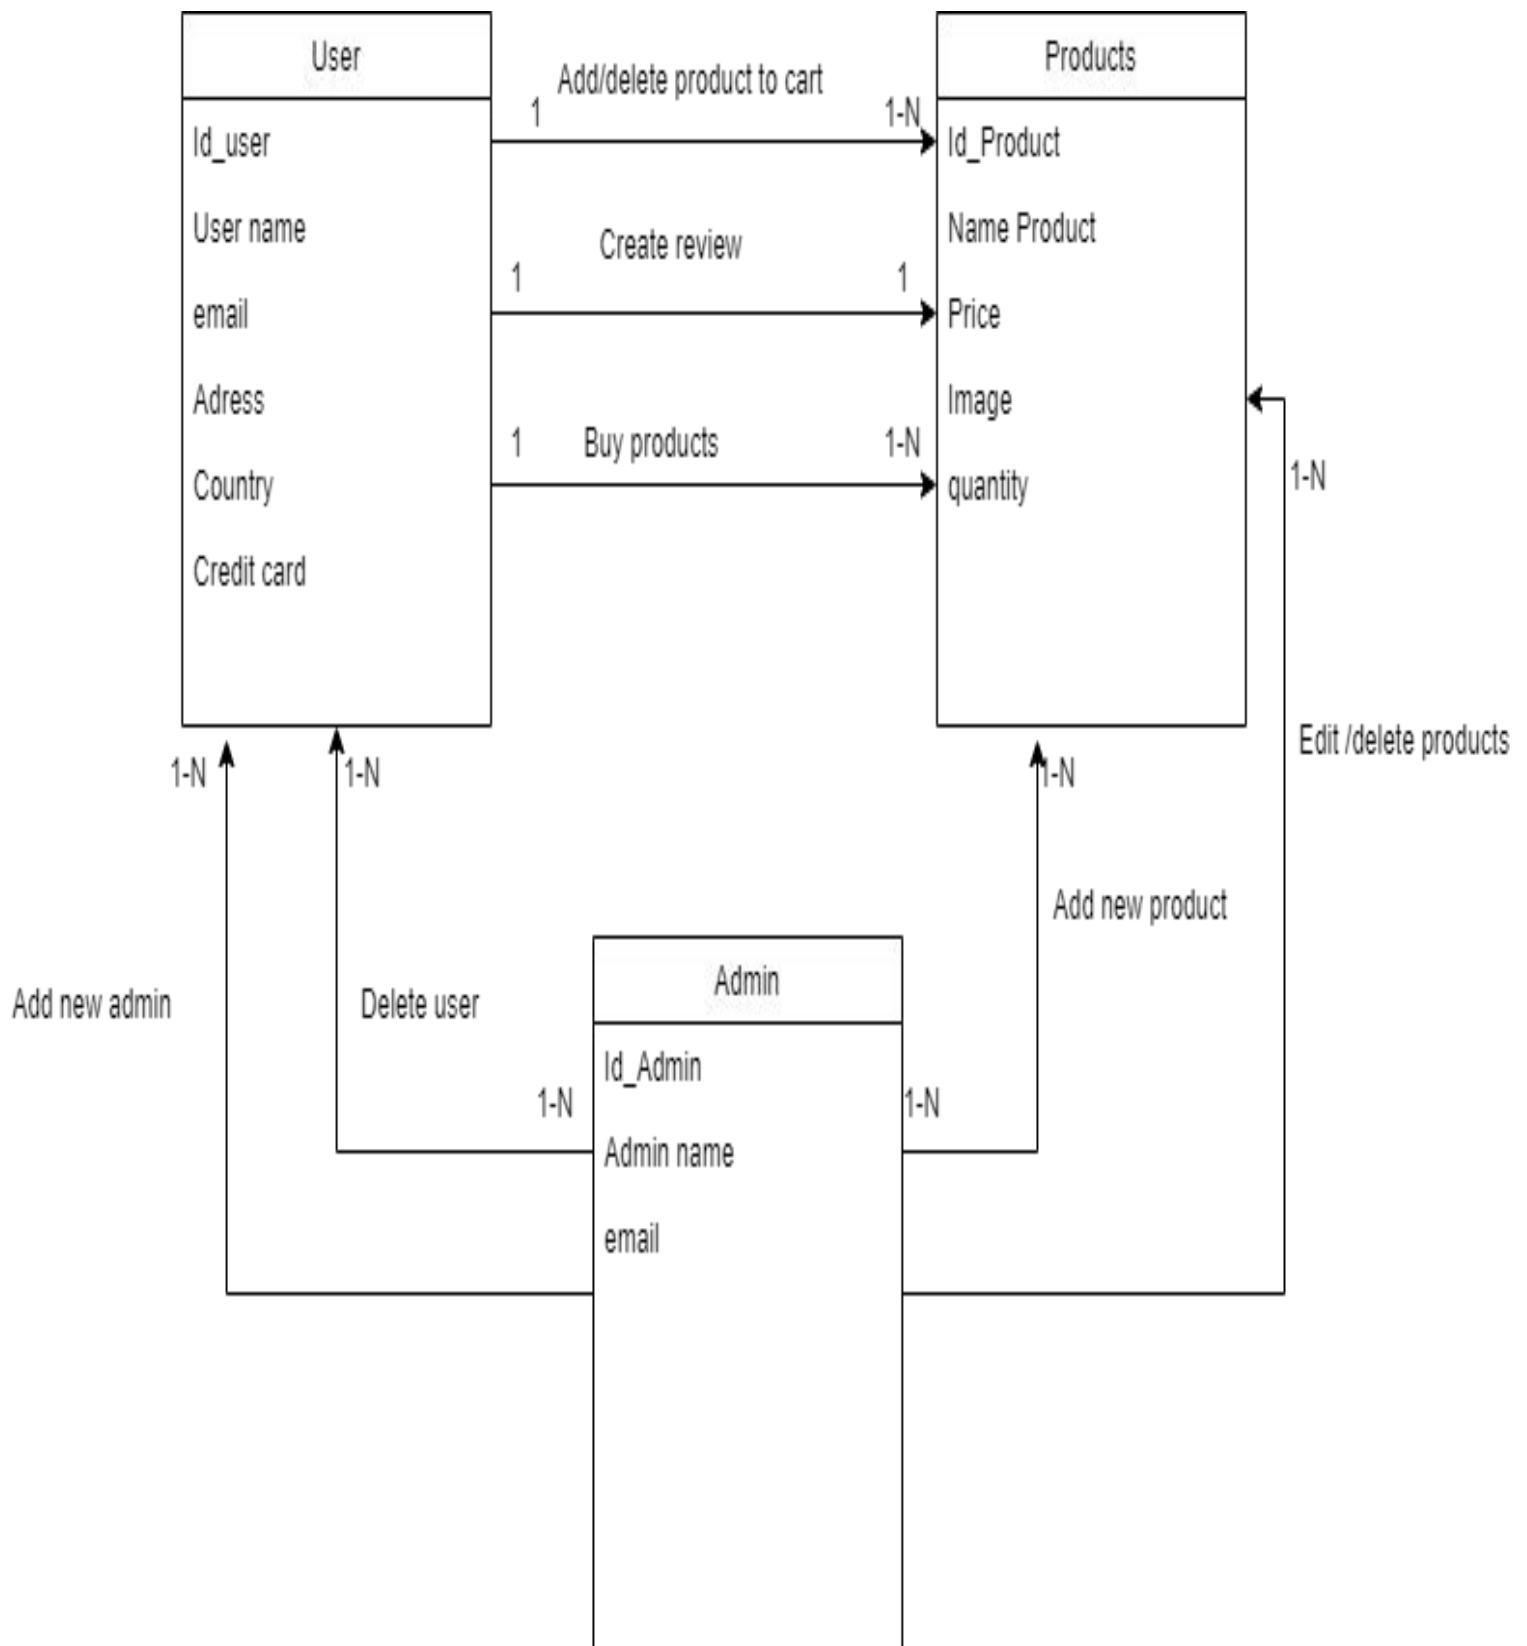 User
Products
Add/delete product to cart
1
1-N
Id_user
Id_Product
User name
Name Product
Create review
1
1
email
Price
Adress
Image
1
Buy products
1-N
1-N
Country
quantity
Credit card
Edit /delete products
1-N
1-N
1-N
Add new product
Admin
Add new admin
Delete user
Id_Admin
1-N
1-N
Admin name
email